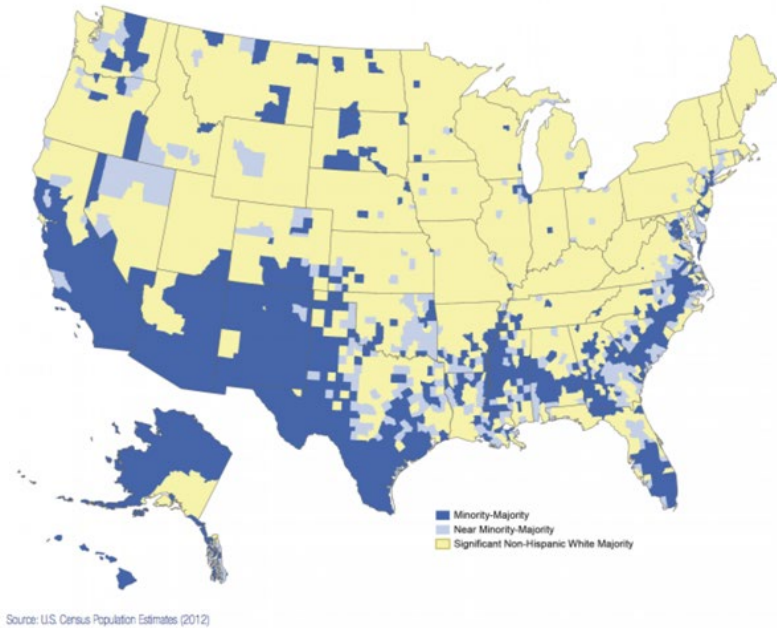 Minority-Majority
Near Minority-Majority
Significant Non-Hispanic White Majority
Source: U.S. Census Population Estimates (2012)